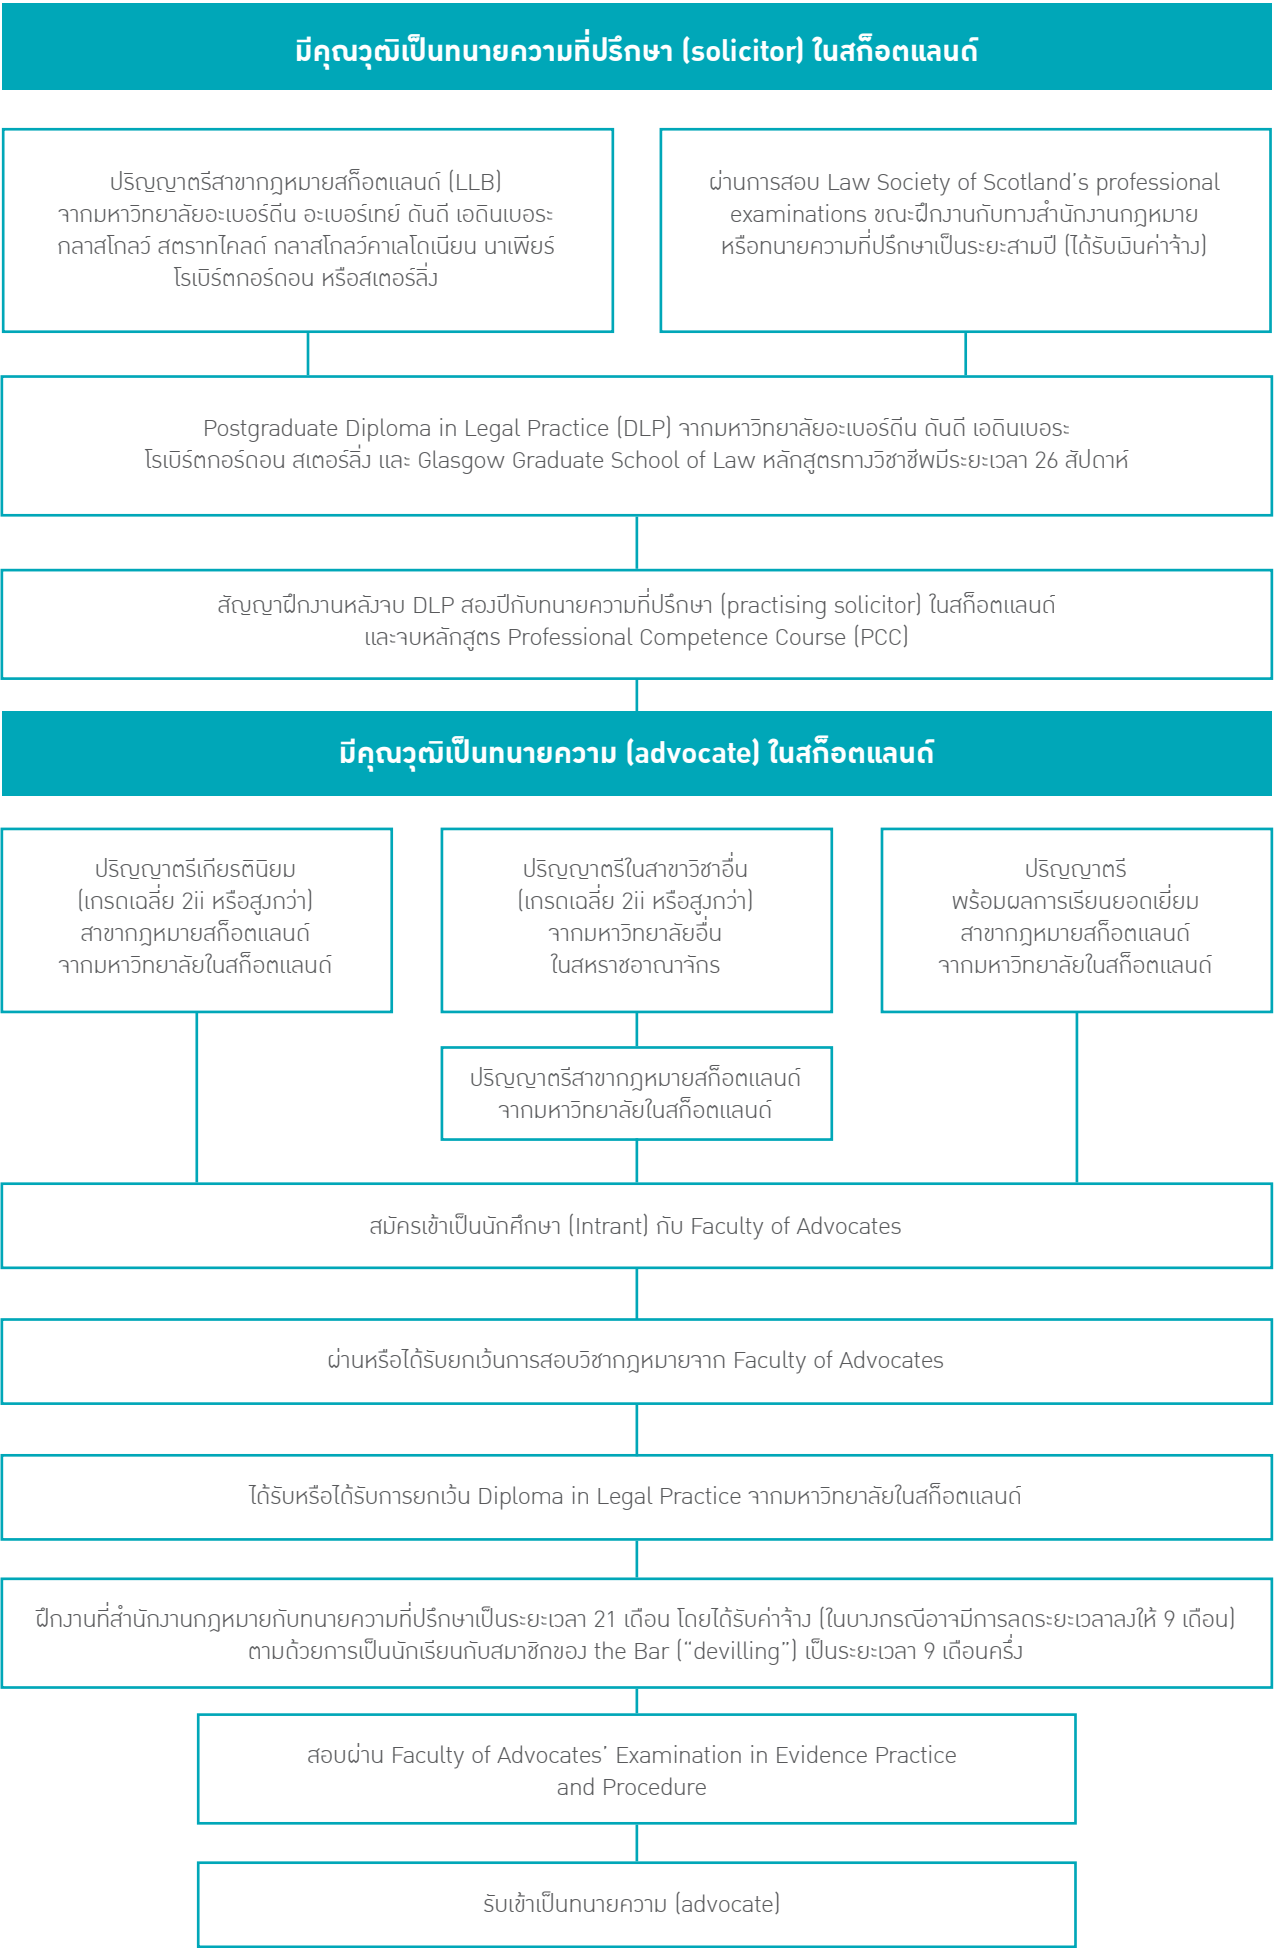 มีคุณวุฒิเป็นทนายความที่ปรึกษา (solicitor) ในสก็อตแลนด์
ปริญญาตรีสาขากฎหมายสก็อตแลนด์ (LLB)
จากมหาวิทยาลัยอะเบอร์ดีน อะเบอร์เทย์ ดันดี เอดินเบอระ
กลาสโกลว์ สตราทไคลด์ กลาสโกลว์คาเลโดเนียน นาเพียร์
โรเบิร์ตกอร์ดอน หรือสเตอร์ลิ่ง
ผ่านการสอบ Law Society of Scotland’s professional
examinations ขณะฝึกงานกับทางสำนักงานกฎหมาย
หรือทนายความที่ปรึกษาเป็นระยะสามปี (ได้รับเงินค่าจ้าง)
Postgraduate Diploma in Legal Practice (DLP) จากมหาวิทยาลัยอะเบอร์ดีน ดันดี เอดินเบอระ
โรเบิร์ตกอร์ดอน สเตอร์ลิ่ง และ Glasgow Graduate School of Law หลักสูตรทางวิชาชีพมีระยะเวลา 26 สัปดาห์
สัญญาฝึกงานหลังจบ DLP สองปีกับทนายความที่ปรึกษา (practising solicitor) ในสก็อตแลนด์
และจบหลักสูตร Professional Competence Course (PCC)
มีคุณวุฒิเป็นทนายความ (advocate) ในสก็อตแลนด์
ปริญญาตรีเกียรตินิยม
(เกรดเฉลี่ย 2ii หรือสูงกว่า)
สาขากฎหมายสก็อตแลนด์
จากมหาวิทยาลัยในสก็อตแลนด์
ปริญญาตรีในสาขาวิชาอื่น
(เกรดเฉลี่ย 2ii หรือสูงกว่า)
จากมหาวิทยาลัยอื่น
ในสหราชอาณาจักร
ปริญญาตรี
พร้อมผลการเรียนยอดเยี่ยม
สาขากฎหมายสก็อตแลนด์
จากมหาวิทยาลัยในสก็อตแลนด์
ปริญญาตรีสาขากฎหมายสก็อตแลนด์
จากมหาวิทยาลัยในสก็อตแลนด์
สมัครเข้าเป็นนักศึกษา (Intrant) กับ Faculty of Advocates
ผ่านหรือได้รับยกเว้นการสอบวิชากฎหมายจาก Faculty of Advocates
ได้รับหรือได้รับการยกเว้น Diploma in Legal Practice จากมหาวิทยาลัยในสก็อตแลนด์
ฝึกงานที่สำนักงานกฎหมายกับทนายความที่ปรึกษาเป็นระยะเวลา 21 เดือน โดยได้รับค่าจ้าง (ในบางกรณีอาจมีการลดระยะเวลาลงให้ 9 เดือน)
ตามด้วยการเป็นนักเรียนกับสมาชิกของ the Bar (“devilling”) เป็นระยะเวลา 9 เดือนครึ่ง
สอบผ่าน Faculty of Advocates’ Examination in Evidence Practice
and Procedure
รับเข้าเป็นทนายความ (advocate)